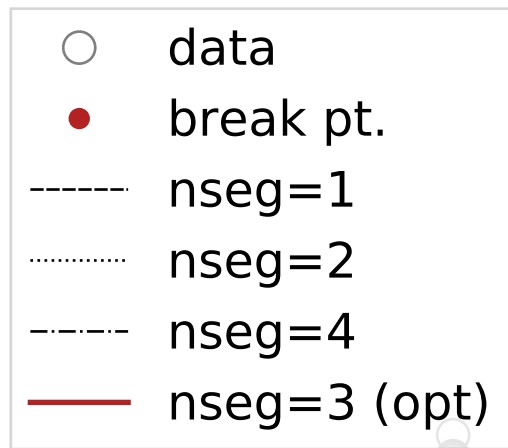 data
break pt.
nseg=1
nseg=2
nseg=4
nseg=3 (opt)